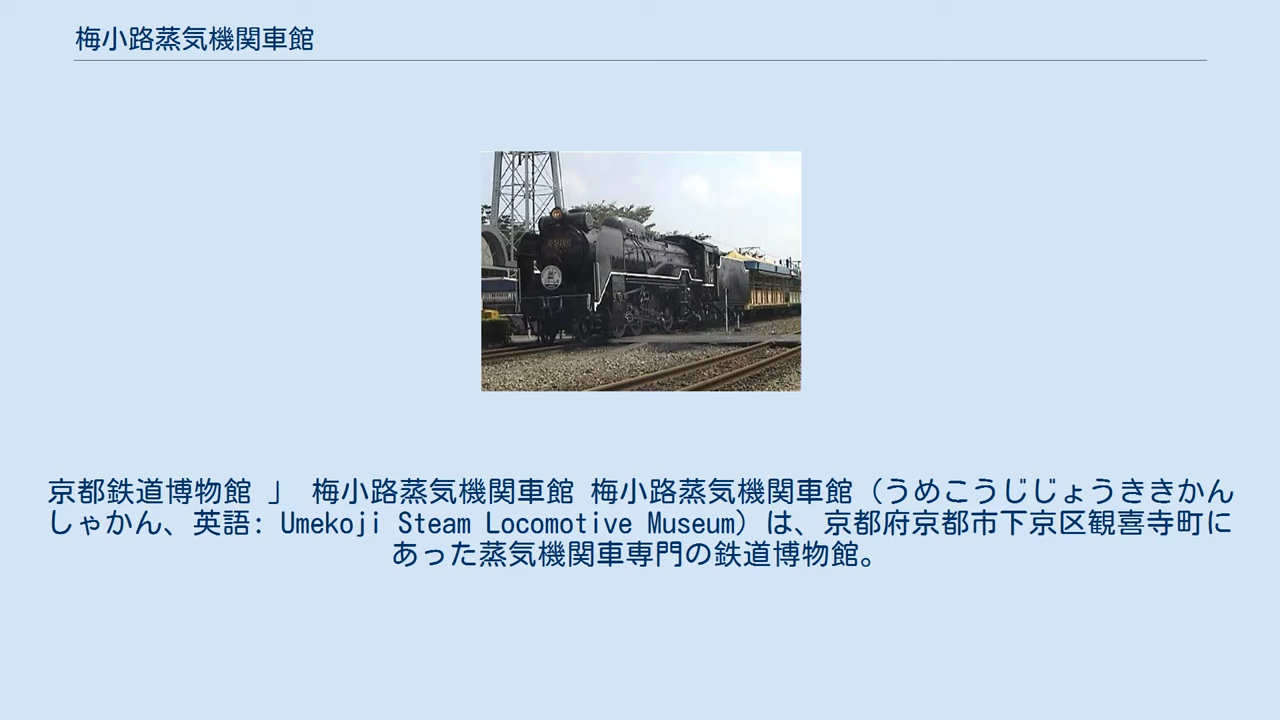 梅小路蒸気機関車館
京都鉄道博物館 」 梅小路蒸気機関車館 梅小路蒸気機関車館（うめこうじじょうききかん
しゃかん、英語: Umekoji Steam Locomotive Museum）は、京都府京都市下京区観喜寺町に
あった蒸気機関車専門の鉄道博物館。